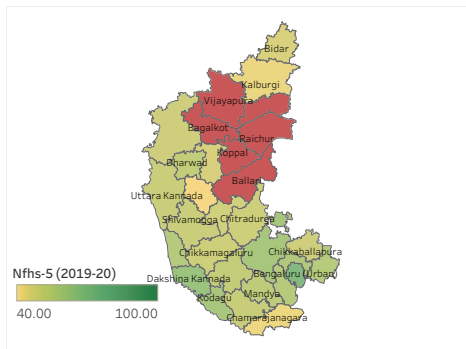 Bidar
Kalburgi
Vijayapura
Bagalkot
Raichur
Koppal
Dharwad
Ballari
Uttara Kannada
Shivamogga
Chitradurga
Chikkamagaluru
Chikkaballapura
Nfhs-5 (2019-20)
Dakshina Kannada
Bengaluru (Urban)
40.00
100.00
Kodagu
Mandya
Chamarajanagara